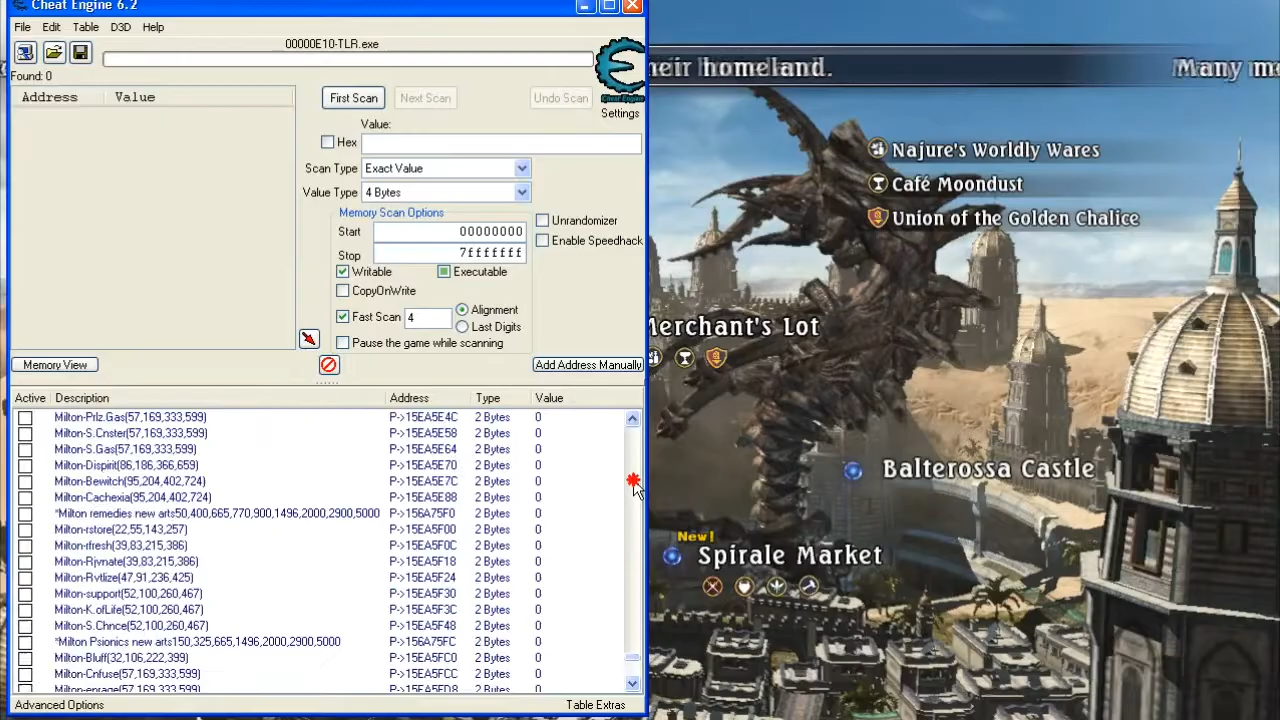 Cheat Engine 6.2
File Edit Table D3D Help
00000E10-TLR.exe
Found: 0
Address Value
First Scan Next Scan Undo Scan
Cheat Engine
Settings
Value:
Hex
Scan Type Exact Value
Value Type 4 Bytes
Memory Scan Options
Start 00000000
Stop 7fffffff
Unrandomizer
Enable Speedhack
Writable Executable
CopyOnWrite
Fast Scan 4 Alignment
Last Digits
Pause the game while scanning
Memory View Add Address Manually
Active Description Address Type Value
Milton-Prlz.Gas(57,169,333,599) P->15EA5E4C 2 Bytes 0
Milton-S.Cnster(57,169,333,599) P->15EA5E58 2 Bytes 0
Milton-S.Gas(57,169,333,599) P->15EA5E64 2 Bytes 0
Milton-Dispirit(86,186,366,659) P->15EA5E70 2 Bytes 0
Milton-Bewitch(95,204,402,724) P->15EA5E7C 2 Bytes 0
Milton-Cachexia(95,204,402,724) P->15EA5E88 2 Bytes 0
*Milton remedies new arts50,400,665,770,900,1496,2000,2900,5000 P->156A75F0 2 Bytes 0
Milton-rstore(22,55,143,257) P->15EA5F00 2 Bytes 0
Milton-rfresh(39,83,215,386) P->15EA5F0C 2 Bytes 0
Milton-Rjvnate(39,83,215,386) P->15EA5F18 2 Bytes 0
Milton-Rvtlize(47,91,236,425) P->15EA5F24 2 Bytes 0
Milton-support(52,100,260,467) P->15EA5F30 2 Bytes 0
Milton-K.ofLife(52,100,260,467) P->15EA5F3C 2 Bytes 0
Milton-S.Chnce(52,100,260,467) P->15EA5F48 2 Bytes 0
*Milton Psionics new arts150,325,665,1496,2000,2900,5000 P->156A75FC 2 Bytes 0
Milton-Bluff(32,106,222,399) P->15EA5FC0 2 Bytes 0
Milton-Cnfuse(57,169,333,599) P->15EA5FCC 2 Bytes 0
Milton-enrage(57,169,333,599) P->15EA5FD8 2 Bytes 0
Advanced Options Table Extras
heir homeland. Many mo
Najure's Worldly Wares
Café Moondust
Union of the Golden Chalice
Merchant's Lot
Balterossa Castle
New!
Spirale Market